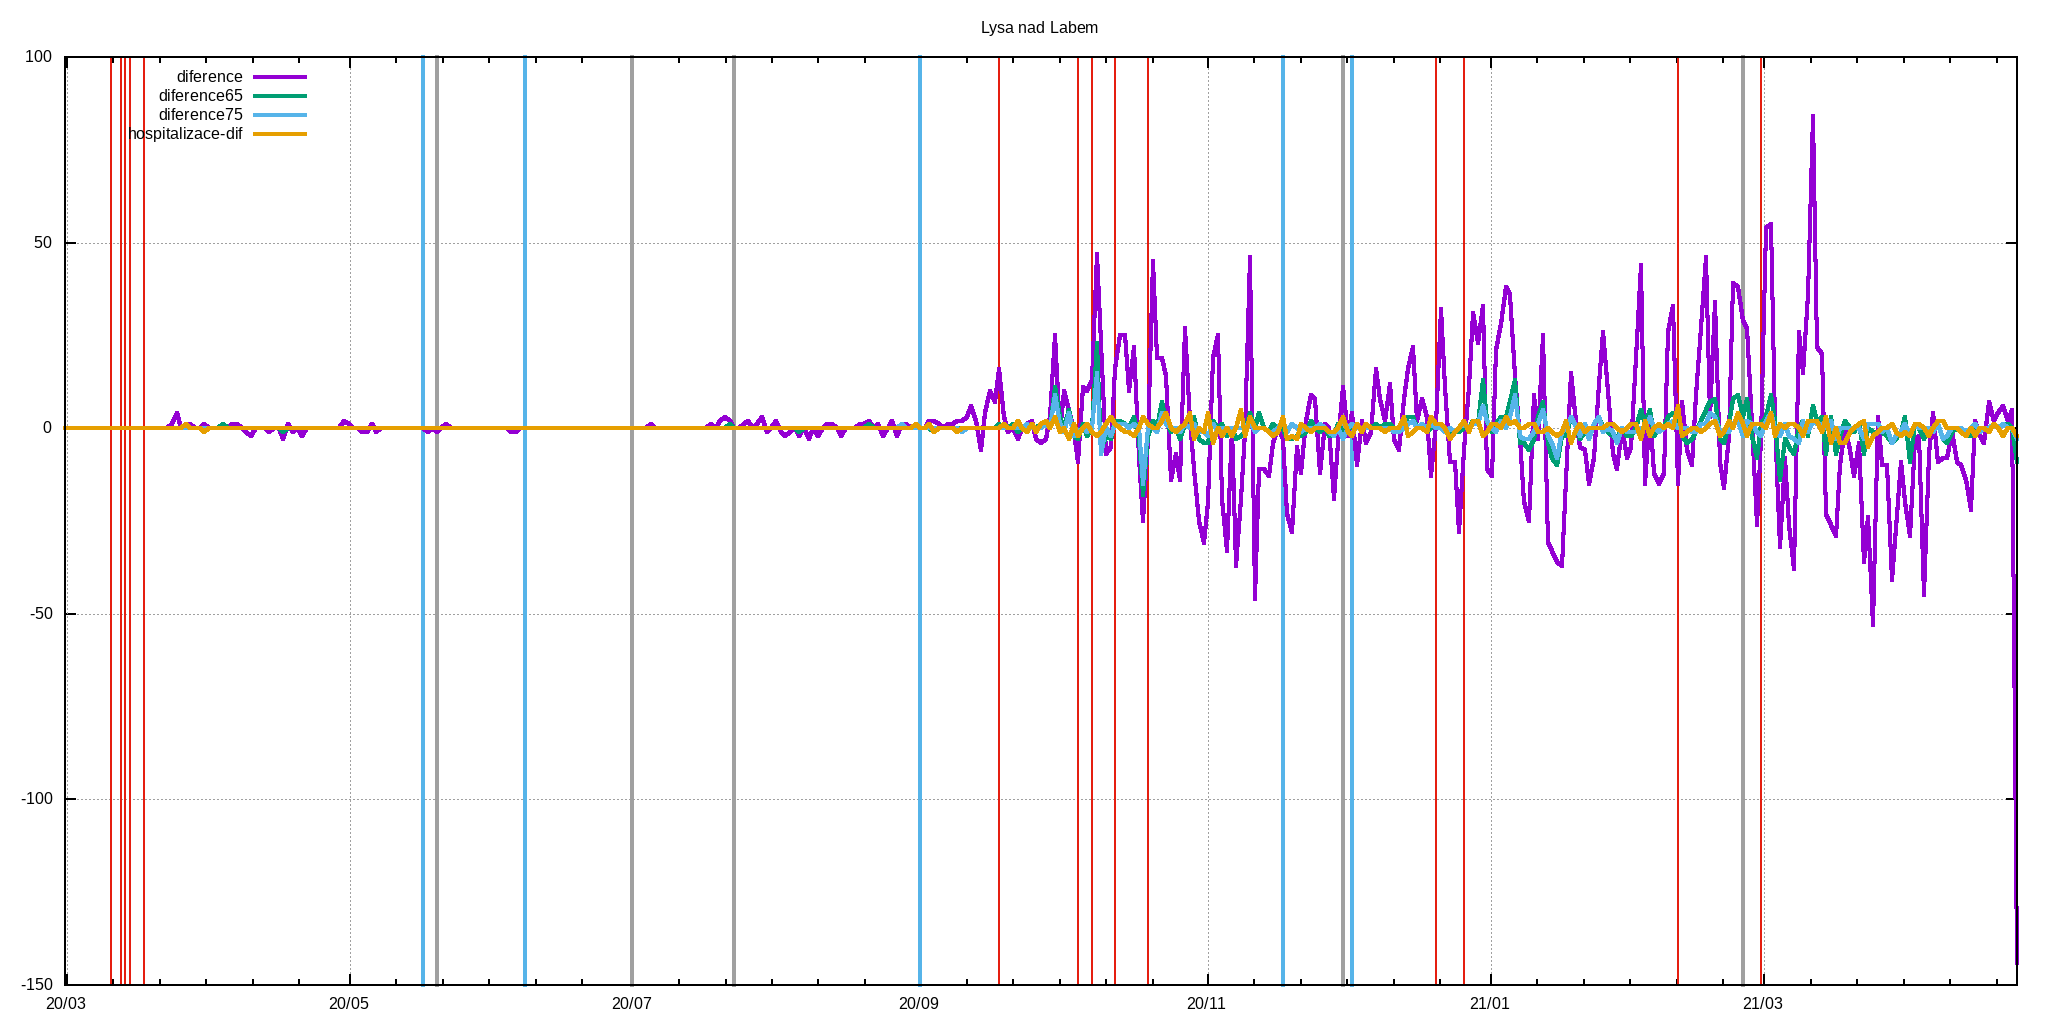 Lysa nad Labem
100
50
0
-50
-100
-150
diference
diference65
diference75
hospitalizace-dif
20/03 20/05 20/07 20/09 20/11 21/01 21/03